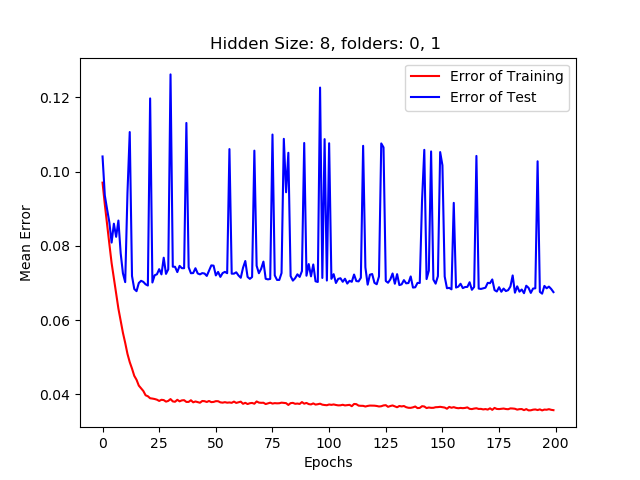 Hidden Size: 8, folders: 0, 1
Error of Training
Error of Test
Mean Error
0.12
0.10
0.08
0.06
0.04
0 25 50 75 100 125 150 175 200
Epochs